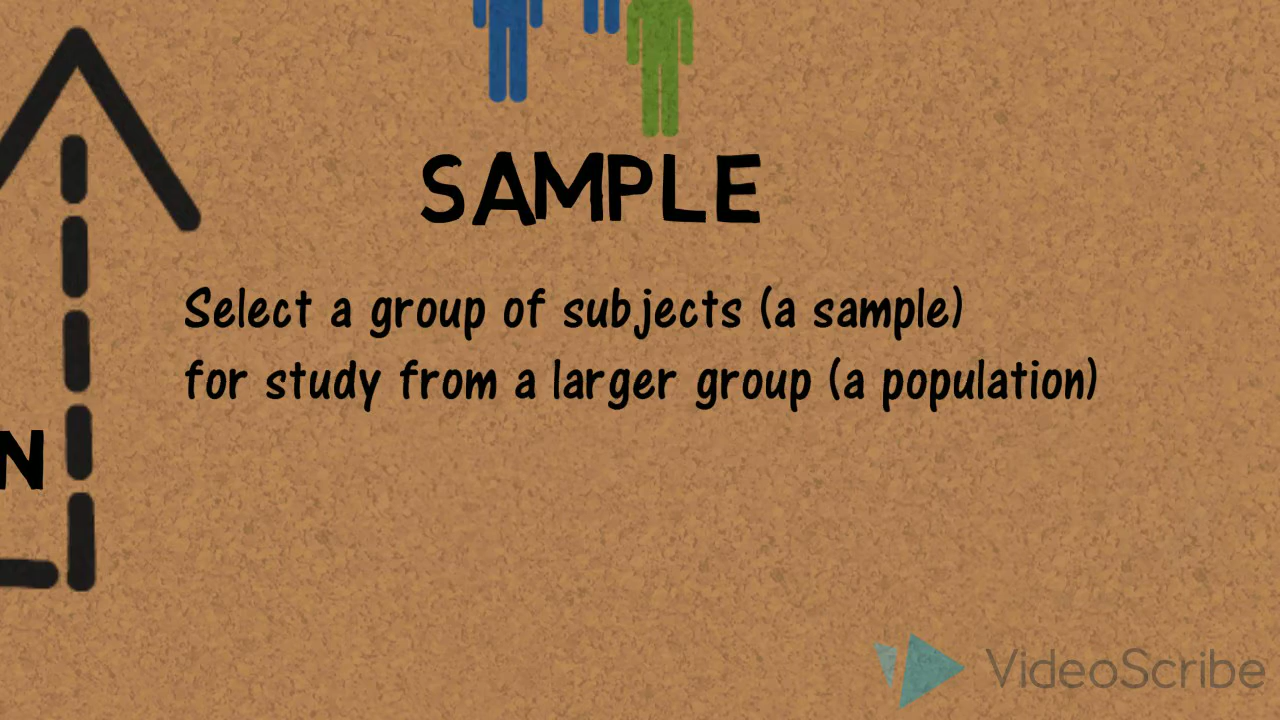 SAMPLE
Select a group of subjects (a sample)
for study from a larger group (a population)
N
VideoScribe